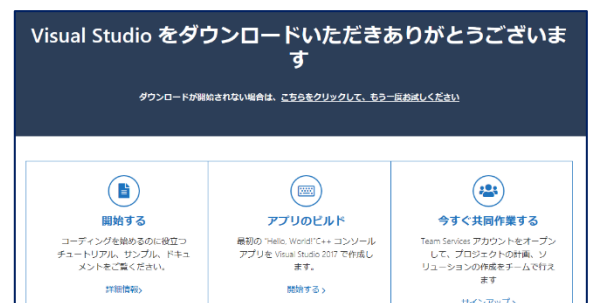 Visual Studio をダウンロードいただきありがとうございま
す
ダウンロードが開始されない場合は、こちらをクリックして、もう一度お試しください
開始する
コーディングを始めるのに役立つ
チュートリアル、サンプル、ドキュ
メントをご覧ください。
詳細情報>
アプリのビルド
最初の "Hello, World!"C++ コンソール
アプリを Visual Studio 2017 で作成し
ます。
開始する >
今すぐ共同作業する
Team Services アカウントをオープン
して、プロジェクトの計画、ソ
リューションの作成をチームで行え
ます
サインアップ >